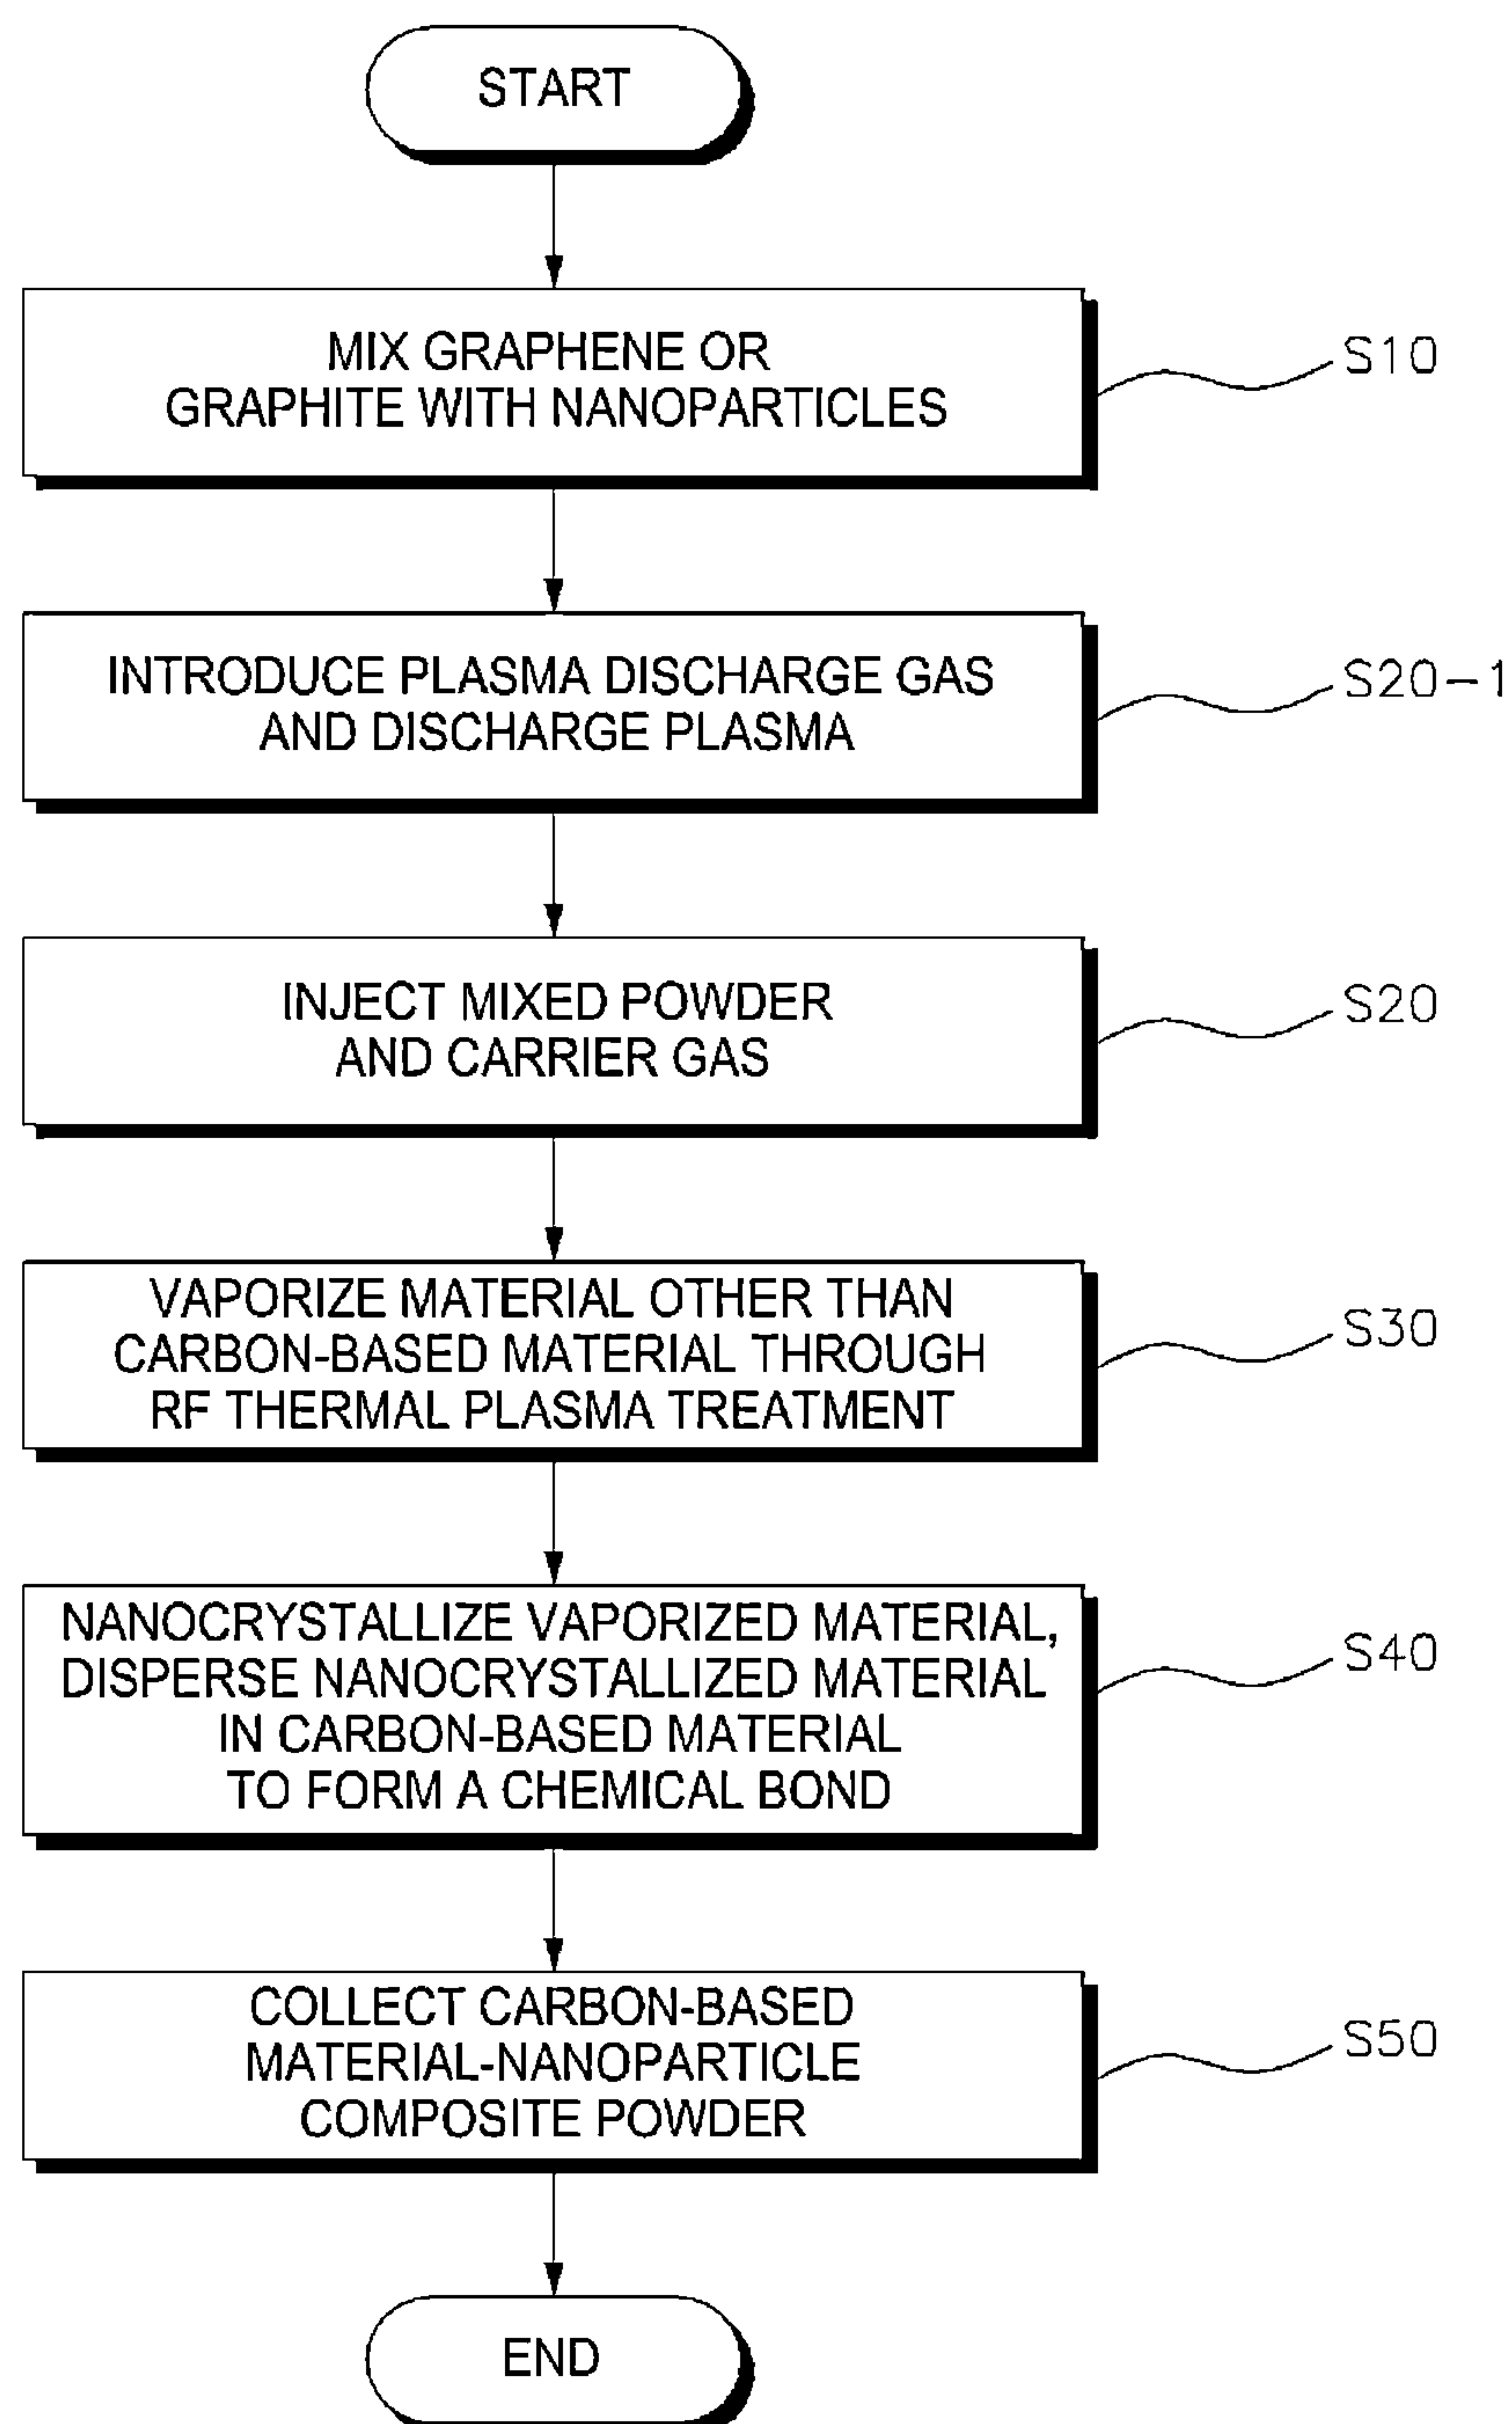 START
MIX GRAPHENE OR
GRAPHITE WITH NANOPARTICLES
S10
INTRODUCE PLASMA DISCHARGE GAS
AND DISCHARGE PLASMA
S20-1
INJECT MIXED POWDER
AND CARRIER GAS
S20
VAPORIZE MATERIAL OTHER THAN
CARBON-BASED MATERIAL THROUGH
RF THERMAL PLASMA TREATMENT
S30
NANOCRYSTALLIZE VAPORIZED MATERIAL,
DISPERSE NANOCRYSTALLIZED MATERIAL
IN CARBON-BASED MATERIAL
TO FORM A CHEMICAL BOND
S40
COLLECT CARBON-BASED
MATERIAL-NANOPARTICLE
COMPOSITE POWDER
S50
END